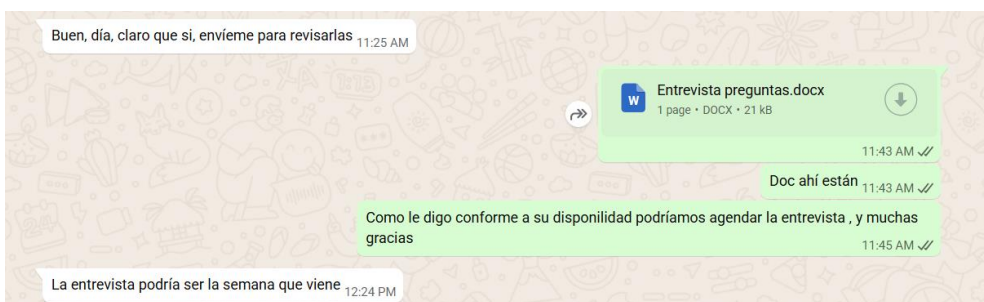 Buen, día, claro que si, envíeme para revisarlas 11:25 AM
Entrevista preguntas.docx
W
1 page • DOCX • 21 kB
11:43 AM
Doc ahí están 11:43 AM
Como le digo conforme a su disponilidad podríamos agendar la entrevista , y muchas
gracias
11:45 AM
La entrevista podría ser la semana que viene 12:24 PM